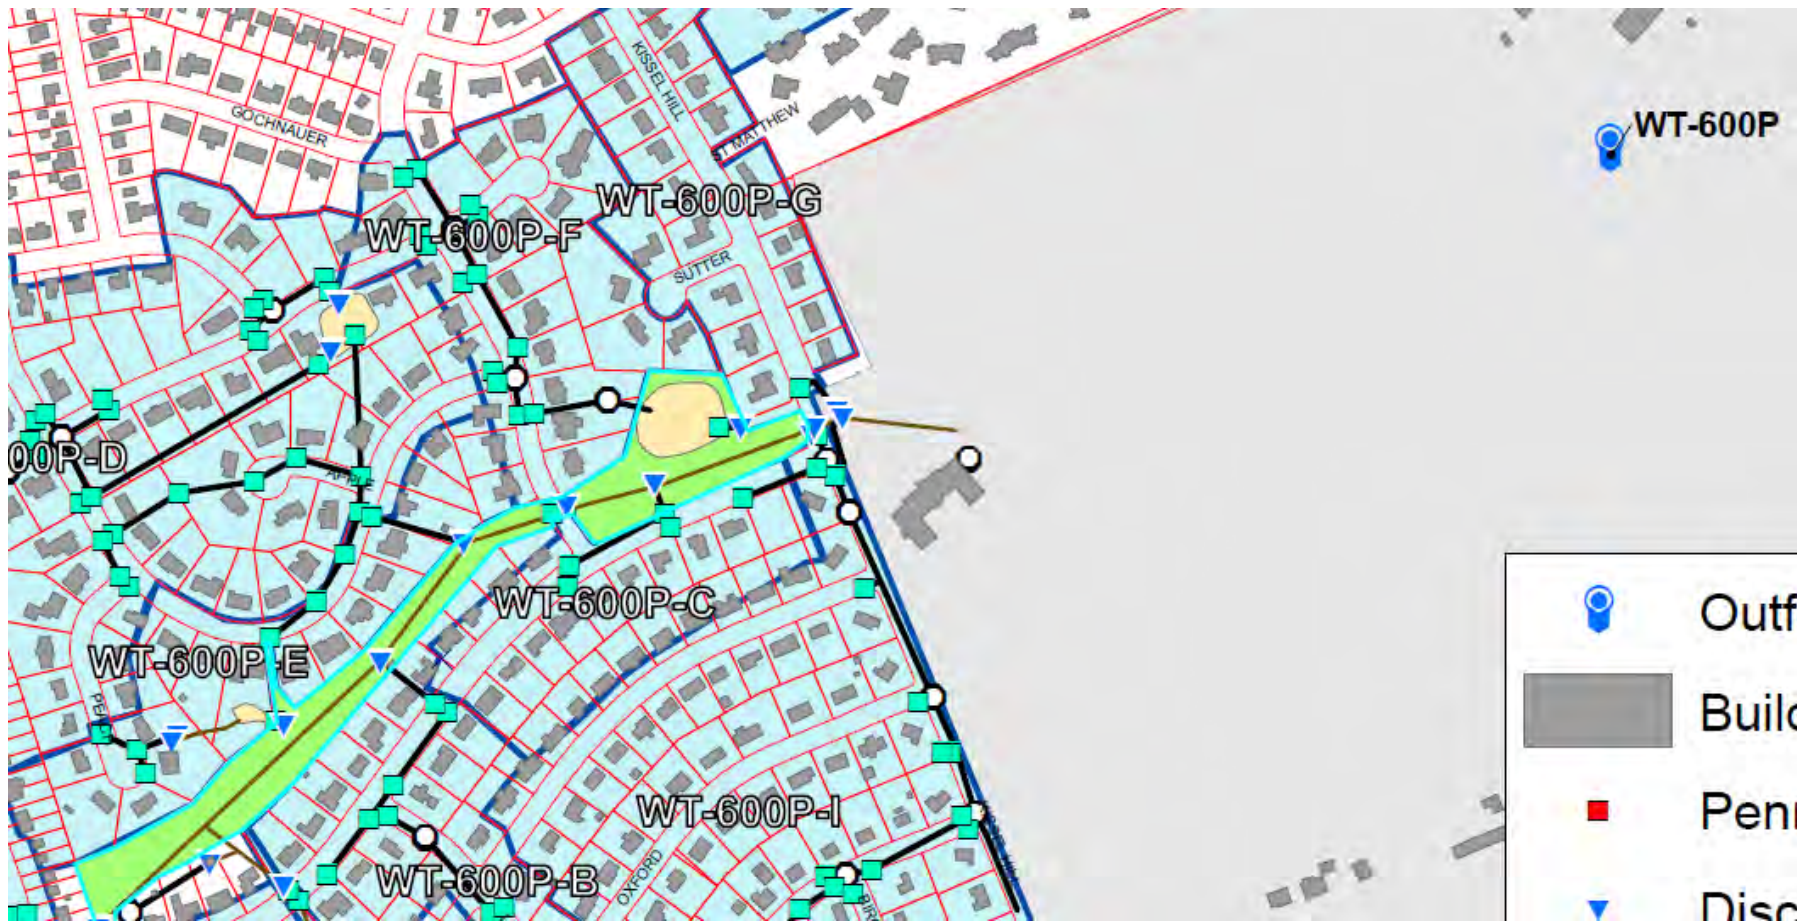 KISSEL HILL
GOCHNAUER
ST MATTHEW
WT-600P
WT-600P-G
WT-600P-F
SUTTER
00P-D
APPLE
WT-600P-C
Outf
WT-600P-E
Build
WT-600P-I
Penn
OXFORD
WT-600P-B
Disc